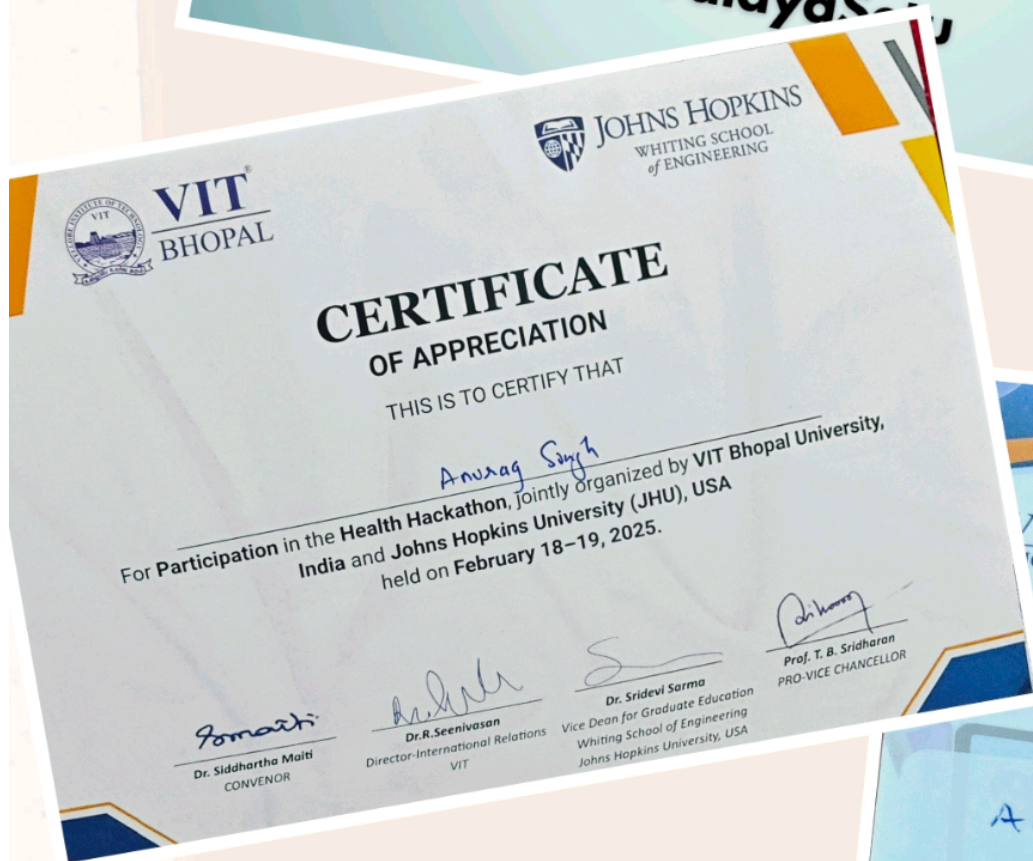 VIT
BHOPAL
JOHNS HOPKINS
WHITING SCHOOL
of ENGINEERING
CERTIFICATE
OF APPRECIATION
THIS IS TO CERTIFY THAT
Anurag Singh
For Participation in the Health Hackathon, jointly organized by VIT Bhopal University,
India and Johns Hopkins University (JHU), USA
held on February 18–19, 2025.
Dr. Siddhartha Maiti
CONVENOR
Dr.R.Seenivasan
Director-International Relations
VIT
Dr. Sridevi Sarma
Vice Dean for Graduate Education
Whiting School of Engineering
Johns Hopkins University, USA
Prof. T. B. Sridharan
PRO-VICE CHANCELLOR
A